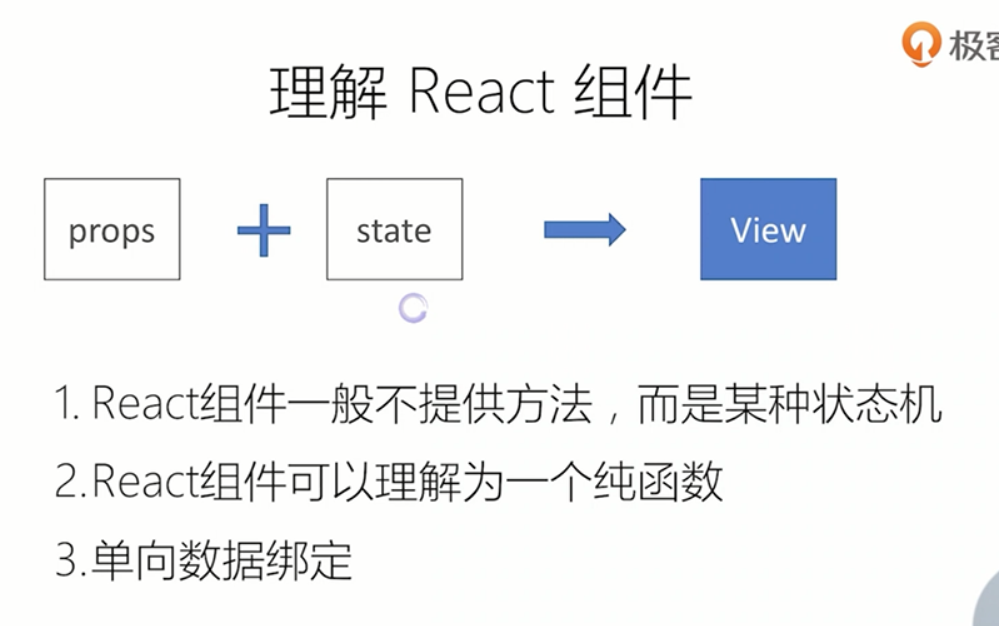 极客
理解 React 组件
props
state
View
1. React组件一般不提供方法，而是某种状态机
2.React组件可以理解为一个纯函数
3.单向数据绑定